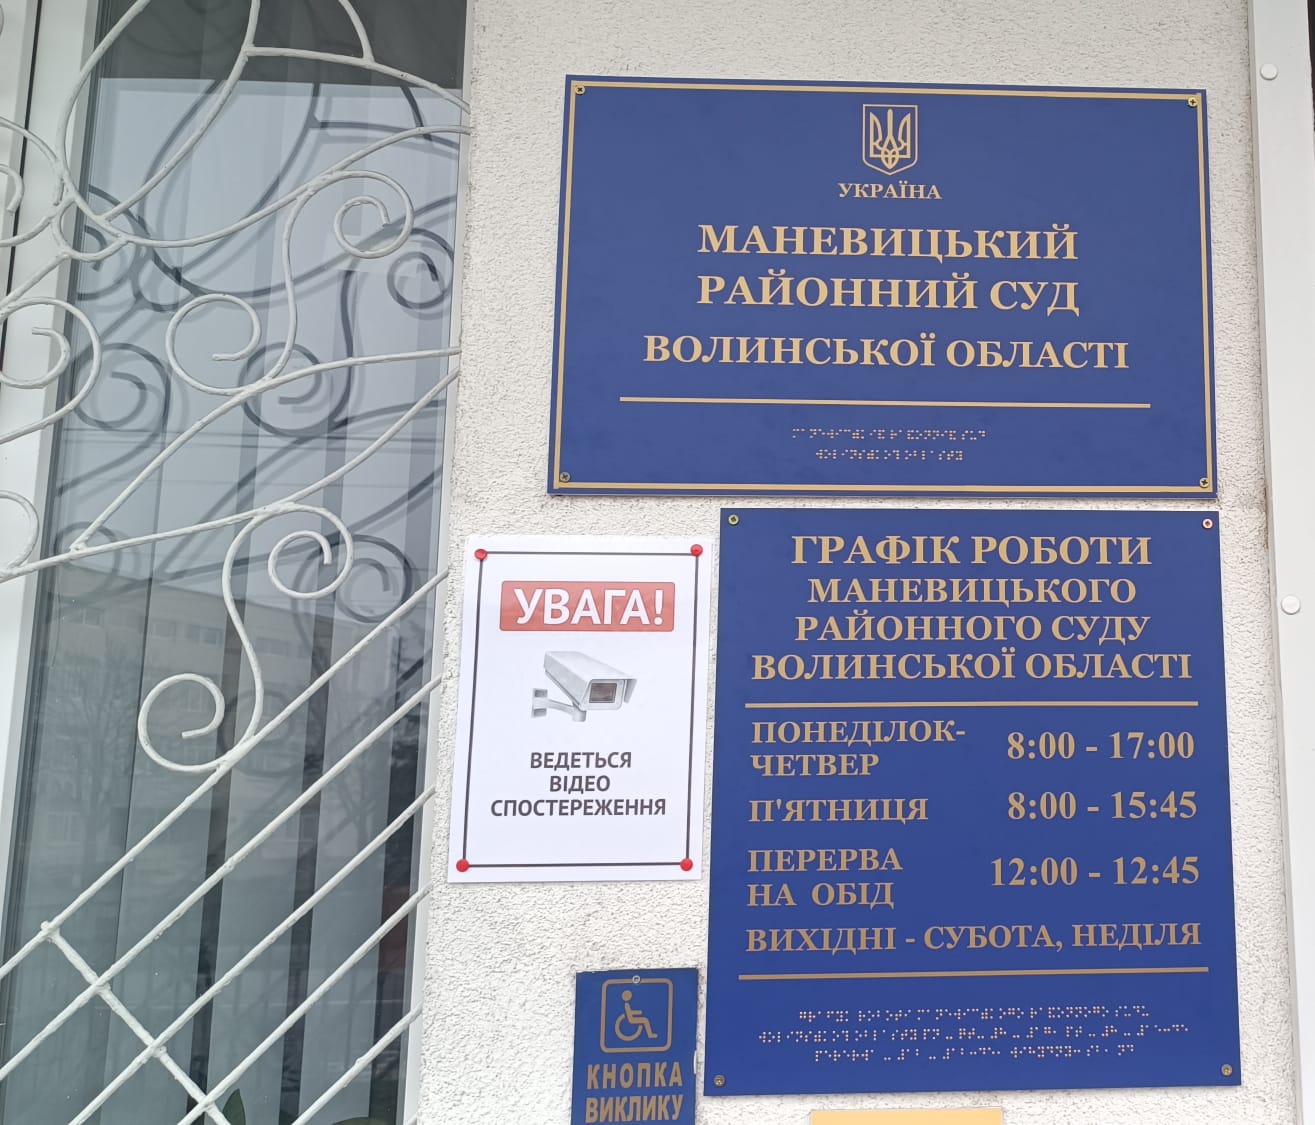 УКРАЇНА
МАНЕВИЦЬКИЙ
РАЙОННИЙ СУД
ВОЛИНСЬКОЇ ОБЛАСТІ
УВАГА!
ВЕДЕТЬСЯ
ВІДЕО
СПОСТЕРЕЖЕННЯ
ГРАФІК РОБОТИ
МАНЕВИЦЬКОГО
РАЙОННОГО СУДУ
ВОЛИНСЬКОЇ ОБЛАСТІ
ПОНЕДІЛОК-
ЧЕТВЕР 8:00 - 17:00
П'ЯТНИЦЯ 8:00 - 15:45
ПЕРЕРВА
НА ОБІД 12:00 - 12:45
ВИХІДНІ - СУБОТА, НЕДІЛЯ
КНОПКА
ВИКЛИКУ